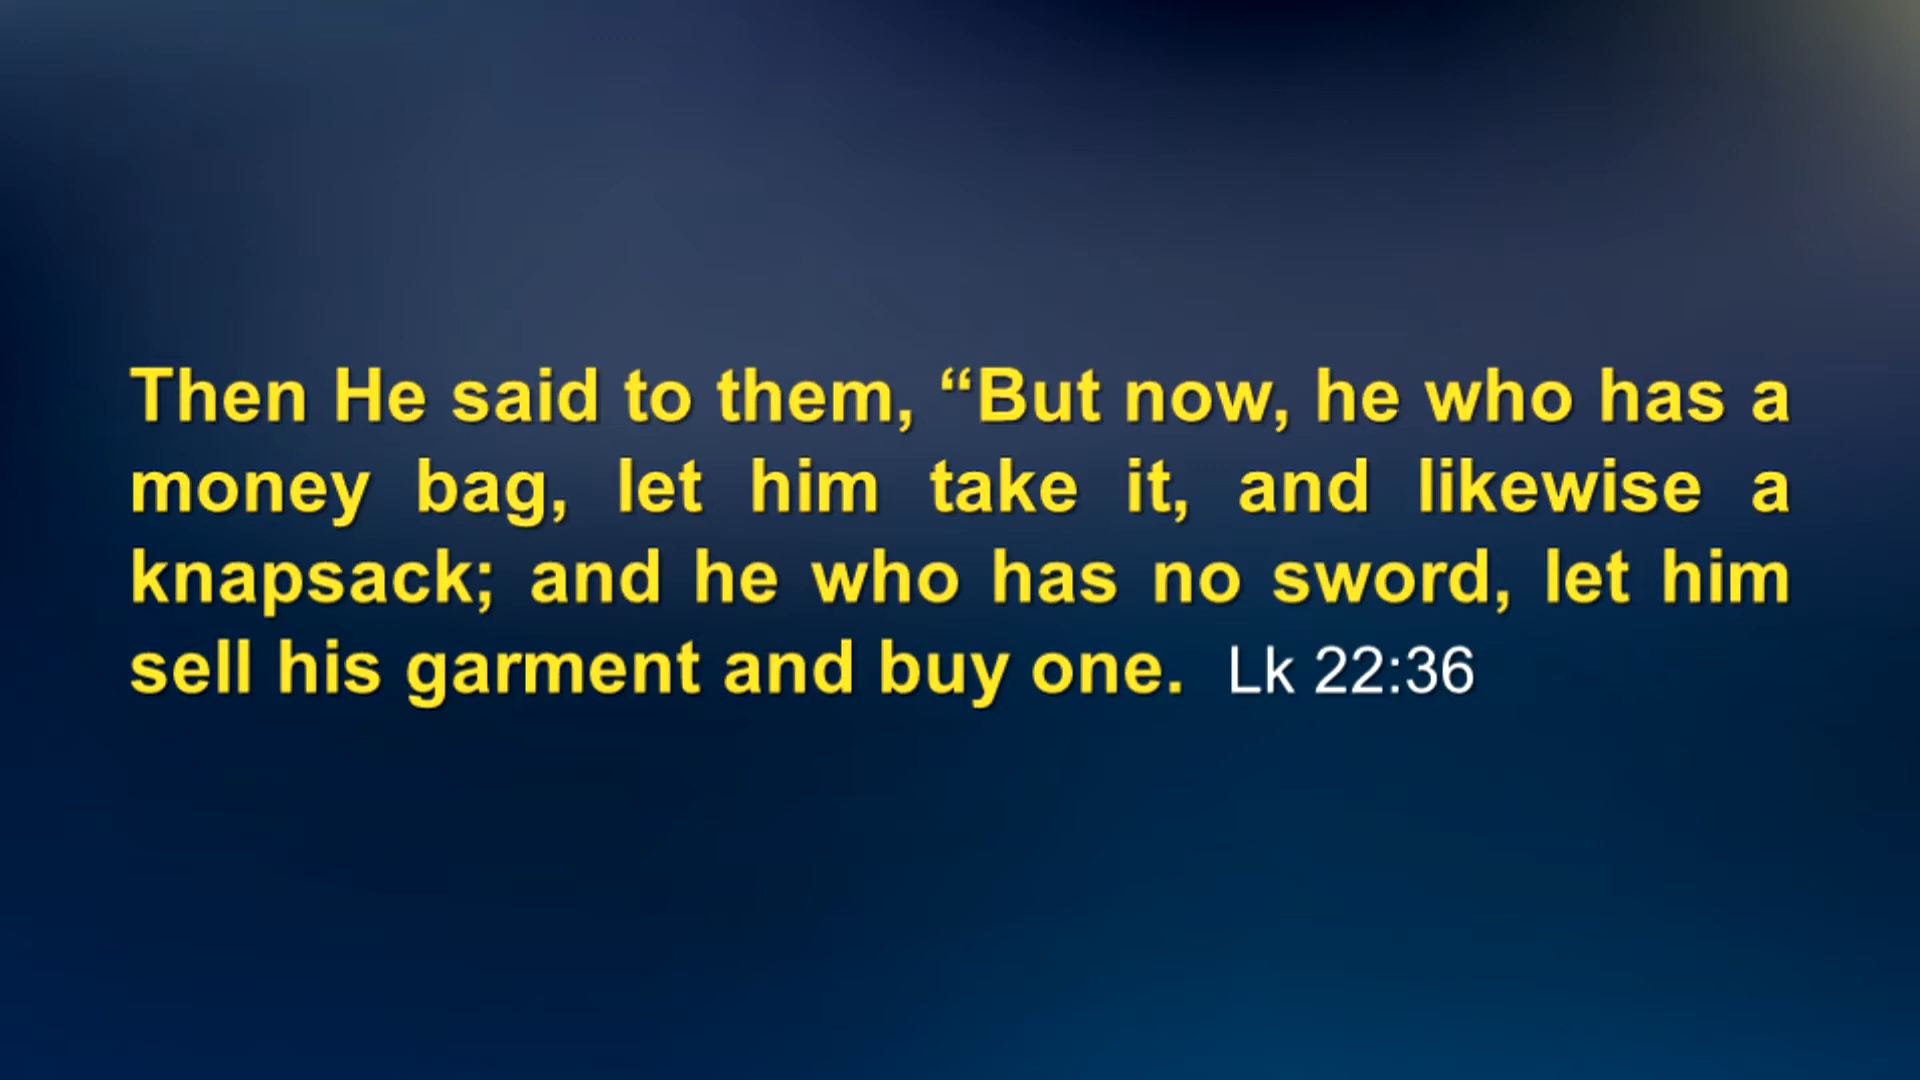 Then He said to them, “But now, he who has a
money bag, let him take it, and likewise a
knapsack; and he who has no sword, let him
sell his garment and buy one. Lk 22:36